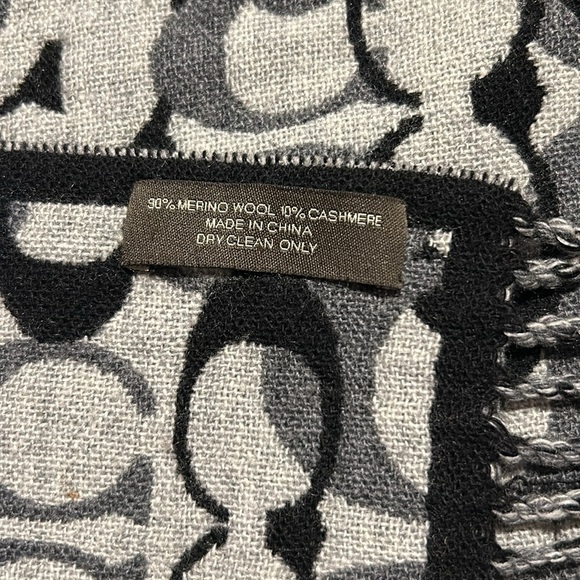 90% MERINO WOOL 10% CASHMERE
MADE IN CHINA
DRY CLEAN ONLY